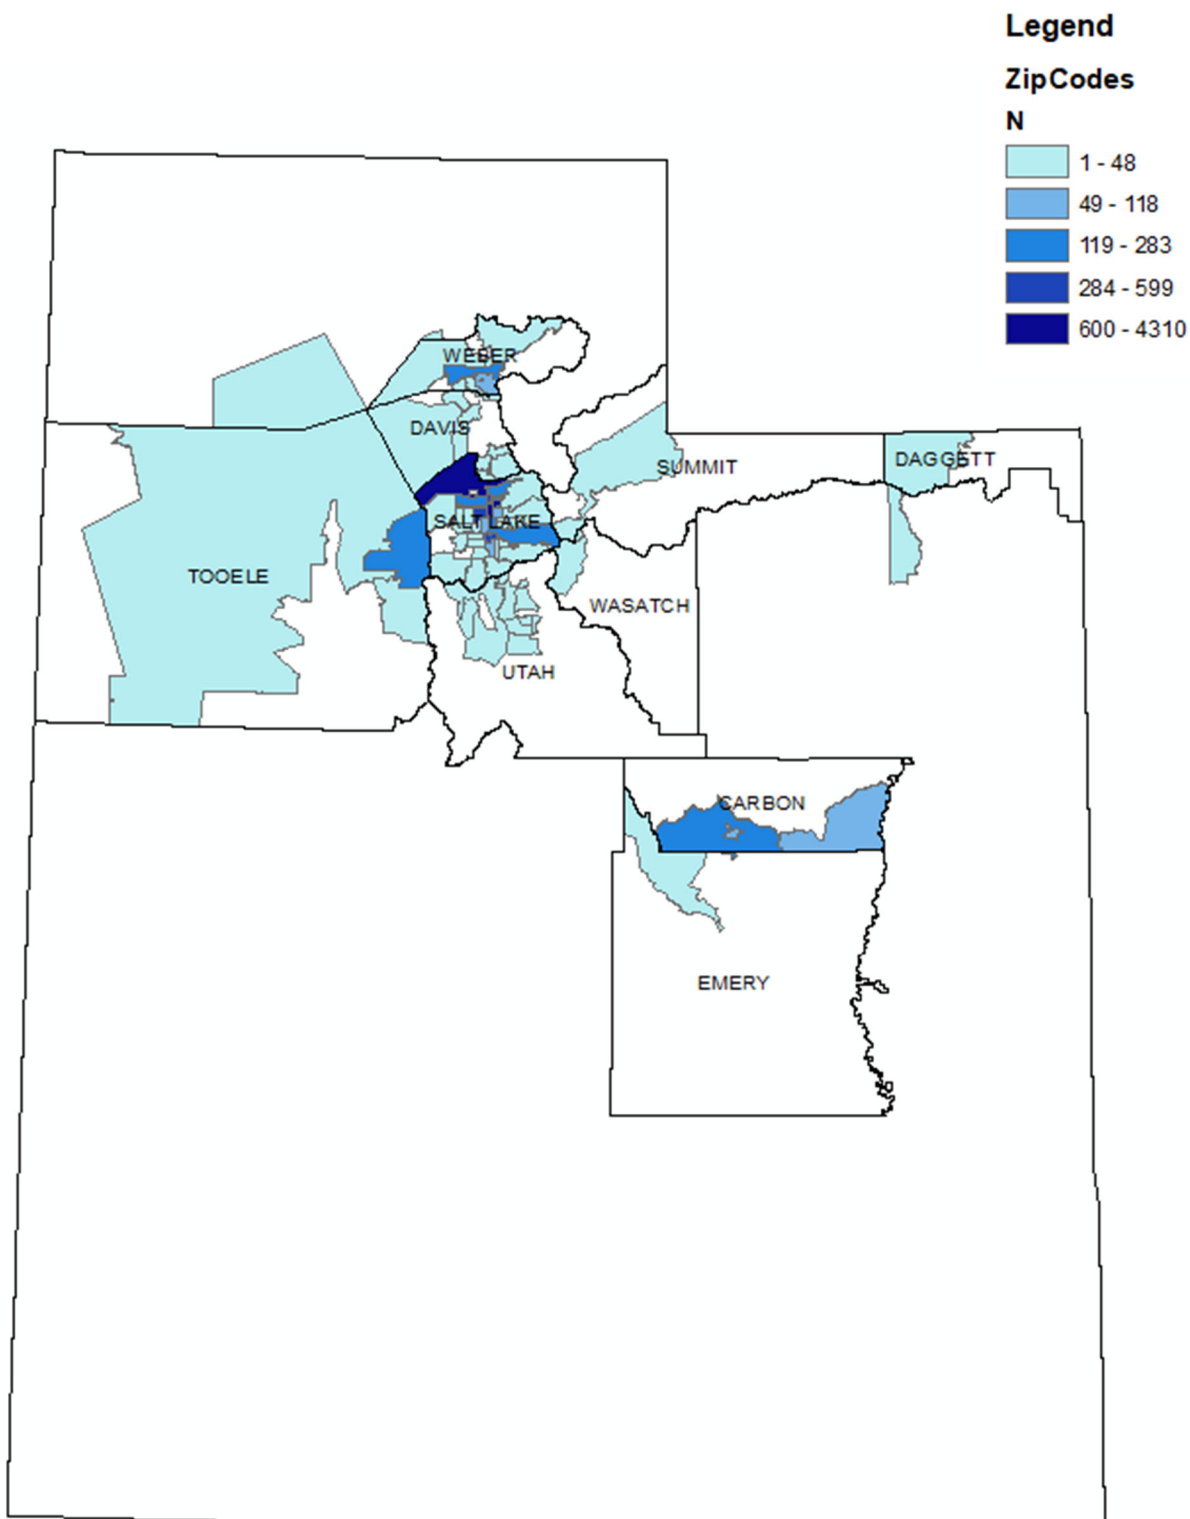 Legend
ZipCodes
N
1 - 48
49 - 118
119 - 283
284 - 599
600 - 4310
WEBER
DAVIS
SUMMIT
DAGGETT
SALT LAKE
TOOELE
WASATCH
UTAH
CARBON
EMERY